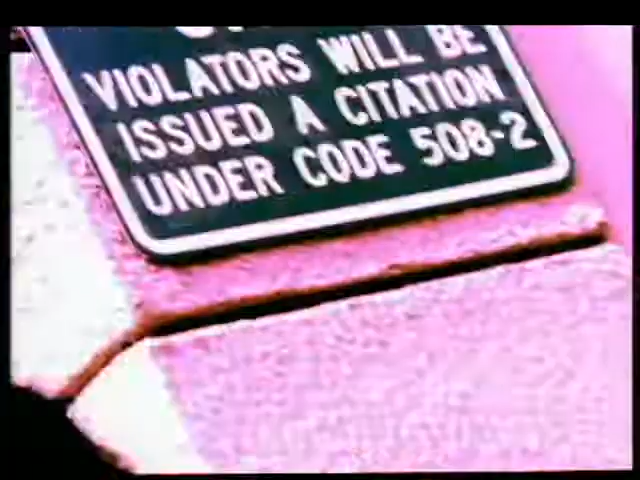 VIOLATORS WILL BE
ISSUED A CITATION
UNDER CODE 508-2